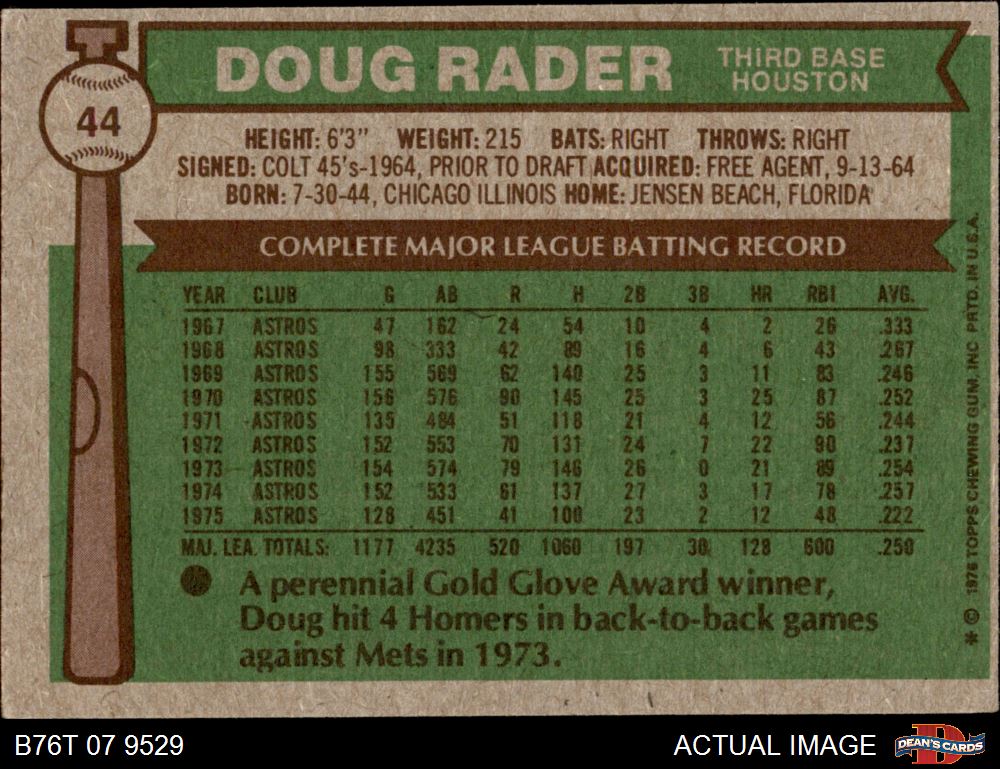 DOUG RADER THIRD BASE
HOUSTON
44
HEIGHT: 6'3" WEIGHT: 215 BATS: RIGHT THROWS: RIGHT
SIGNED: COLT 45's-1964, PRIOR TO DRAFT ACQUIRED: FREE AGENT, 9-13-64
BORN: 7-30-44, CHICAGO ILLINOIS HOME: JENSEN BEACH, FLORIDA
COMPLETE MAJOR LEAGUE BATTING RECORD
YEAR CLUB G AB R H 2B 3B HR RBI AVG.
1967 ASTROS 47 162 24 54 10 4 2 26 .333
1968 ASTROS 98 333 42 89 16 4 6 43 .267
1969 ASTROS 155 569 62 140 25 3 11 83 .246
1970 ASTROS 156 576 90 145 25 3 25 87 .252
1971 ASTROS 135 484 51 118 21 4 12 56 .244
1972 ASTROS 152 553 70 131 24 7 22 90 .237
1973 ASTROS 154 574 79 146 26 0 21 89 .254
1974 ASTROS 152 533 61 137 27 3 17 78 .257
1975 ASTROS 128 451 41 100 23 2 12 48 .222
MAJ. LEA. TOTALS: 1177 4235 520 1060 197 30 128 600 .250
A perennial Gold Glove Award winner,
Doug hit 4 Homers in back-to-back games
against Mets in 1973.
* © 1976 TOPPS CHEWING GUM, INC PRTD. IN U.S.A.
B76T 07 9529 ACTUAL IMAGE
D
DEAN'S CARDS